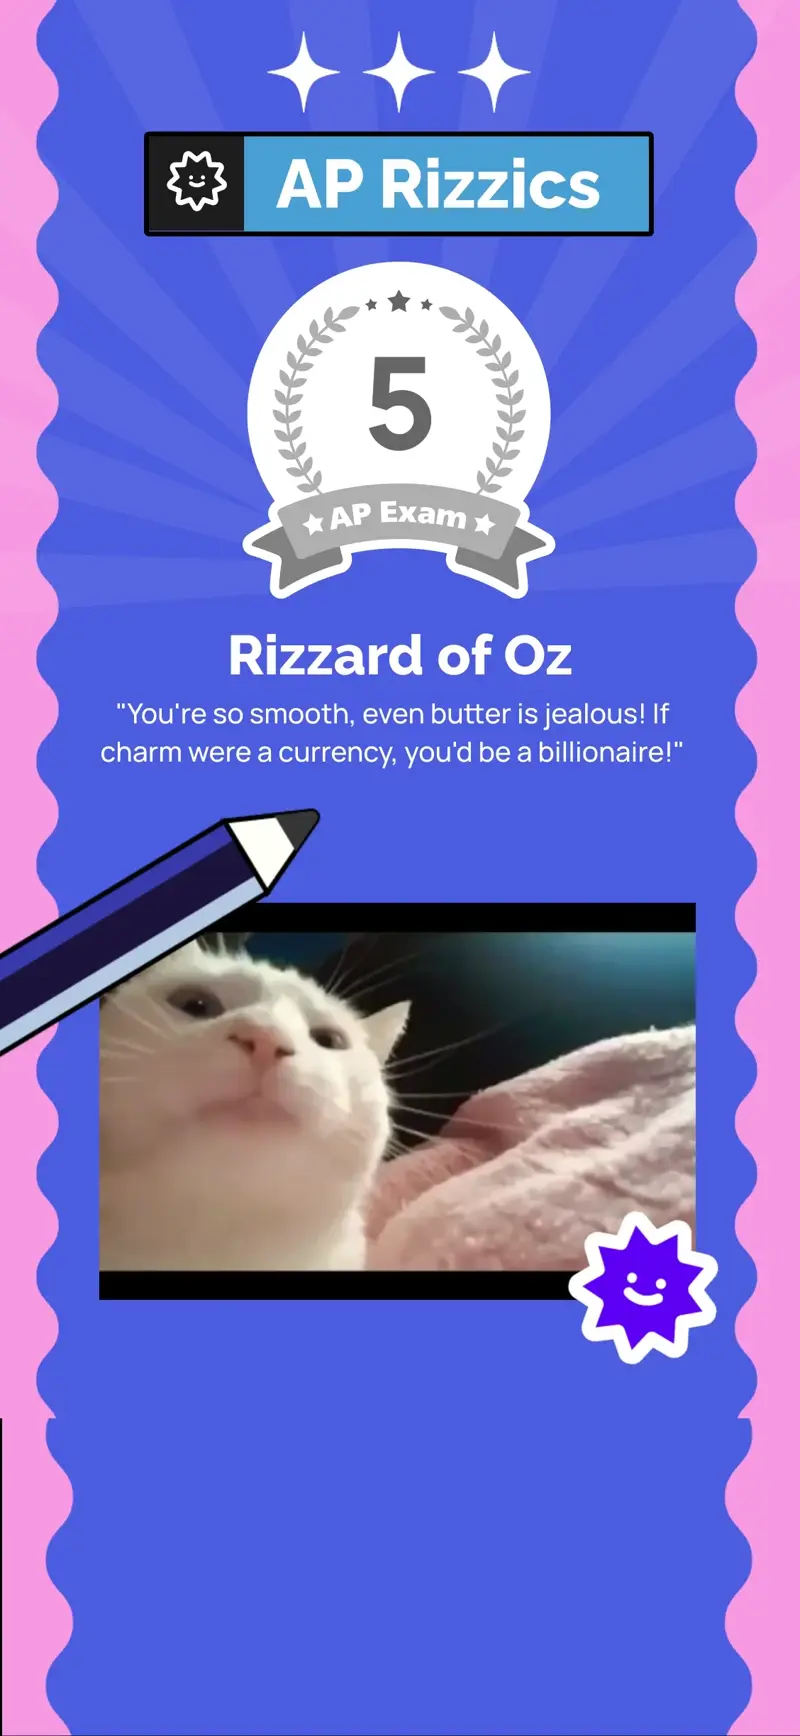 AP Rizzics
5
AP Exam
Rizzard of Oz
"You're so smooth, even butter is jealous! If
charm were a currency, you'd be a billionaire!"